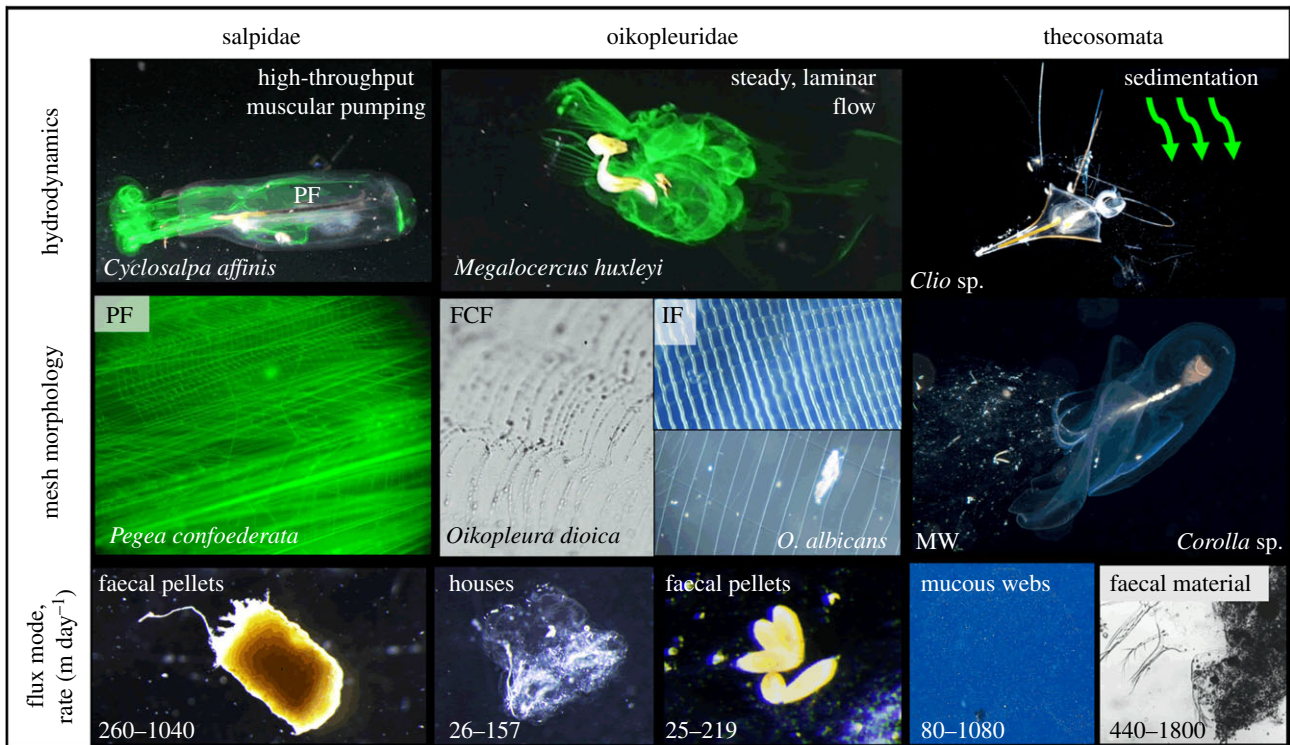 salpidae
oikopleuridae
thecosomata
hydrodynamics
high-throughput
muscular pumping
PF
Cyclosalpa affinis
steady, laminar
flow
Megalocercus huxleyi
sedimentation
Clio sp.
mesh morphology
PF
Pegea confoederata
FCF
Oikopleura dioica
IF
O. albicans
MW
Corolla sp.
flux mode,
rate (m day⁻¹)
faecal pellets
260–1040
houses
26–157
faecal pellets
25–219
mucous webs
80–1080
faecal material
440–1800